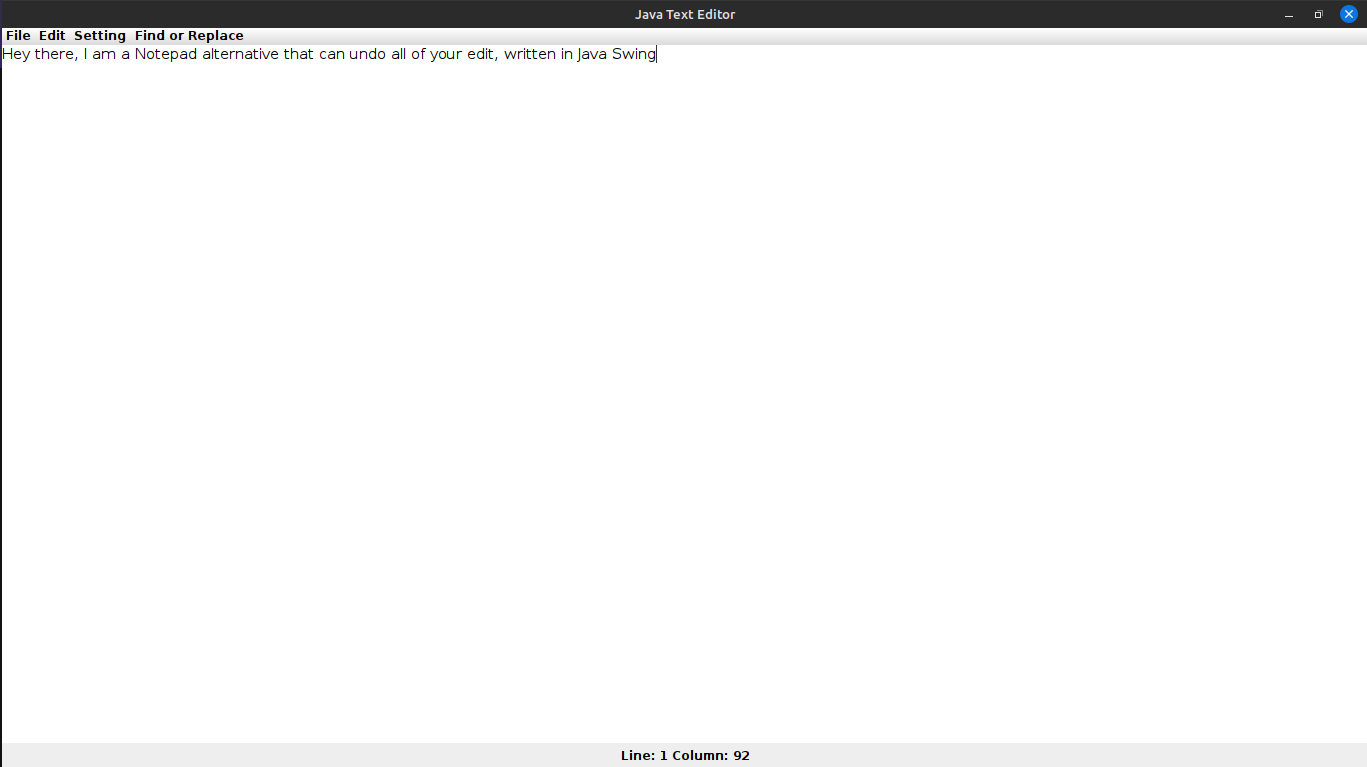 Java Text Editor
File Edit Setting Find or Replace
Hey there, I am a Notepad alternative that can undo all of your edit, written in Java Swing
Line: 1 Column: 92